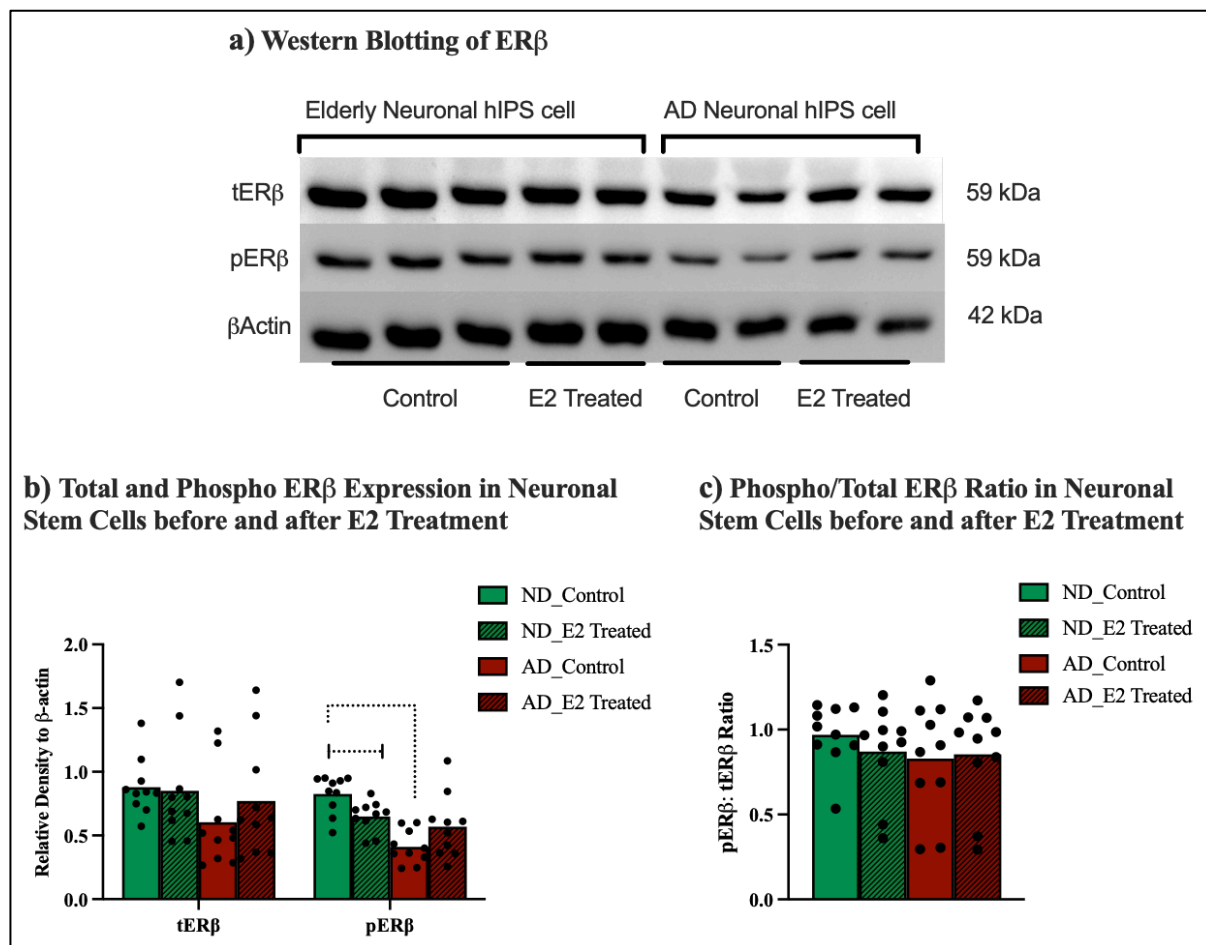 a) Western Blotting of ERβ
Elderly Neuronal hIPS cell
AD Neuronal hIPS cell
tERβ
59 kDa
pERβ
59 kDa
βActin
42 kDa
Control
E2 Treated
Control
E2 Treated
b) Total and Phospho ERβ Expression in Neuronal
Stem Cells before and after E2 Treatment
ND_Control
ND_E2 Treated
AD_Control
AD_E2 Treated
Relative Density to β-actin
2.0
1.5
1.0
0.5
0.0
tERβ
pERβ
c) Phospho/Total ERβ Ratio in Neuronal
Stem Cells before and after E2 Treatment
ND_Control
ND_E2 Treated
AD_Control
AD_E2 Treated
pERβ: tERβ Ratio
1.5
1.0
0.5
0.0